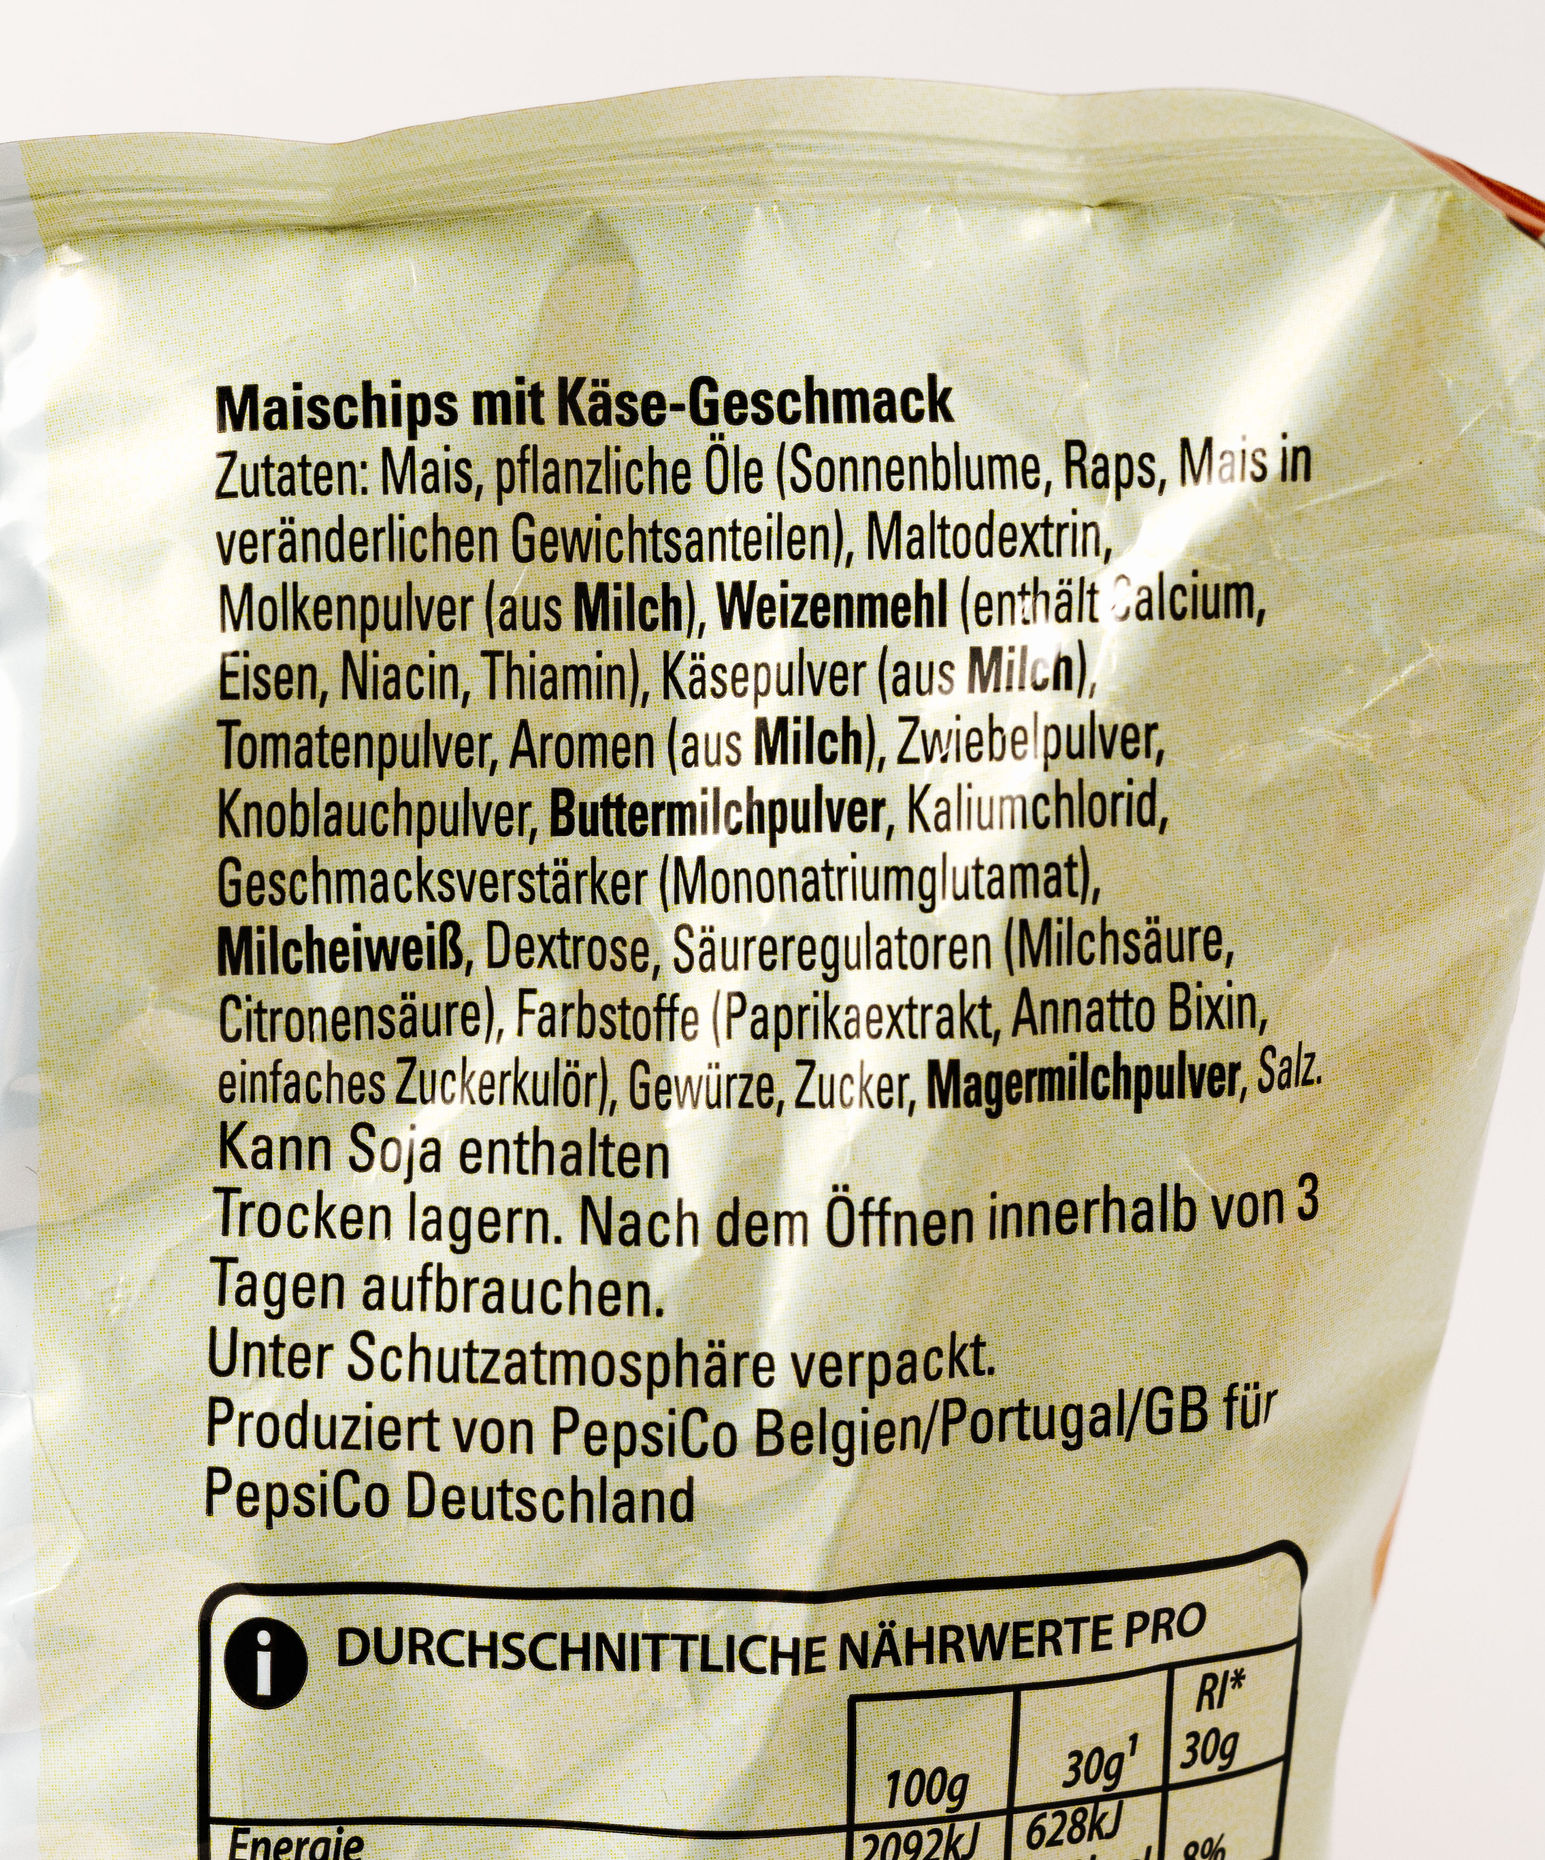 Maischips mit Käse-Geschmack
Zutaten: Mais, pflanzliche Öle (Sonnenblume, Raps, Mais in
veränderlichen Gewichtsanteilen), Maltodextrin,
Molkenpulver (aus Milch), Weizenmehl (enthält Calcium,
Eisen, Niacin, Thiamin), Käsepulver (aus Milch),
Tomatenpulver, Aromen (aus Milch), Zwiebelpulver,
Knoblauchpulver, Buttermilchpulver, Kaliumchlorid,
Geschmacksverstärker (Mononatriumglutamat),
Milcheiweiß, Dextrose, Säureregulatoren (Milchsäure,
Citronensäure), Farbstoffe (Paprikaextrakt, Annatto Bixin,
einfaches Zuckerkulör), Gewürze, Zucker, Magermilchpulver, Salz.
Kann Soja enthalten
Trocken lagern. Nach dem Öffnen innerhalb von 3
Tagen aufbrauchen.
Unter Schutzatmosphäre verpackt.
Produziert von PepsiCo Belgien/Portugal/GB für
PepsiCo Deutschland
i DURCHSCHNITTLICHE NÄHRWERTE PRO
RI*
100g 30g¹ 30g
Energie 2092kJ 628kJ
8%